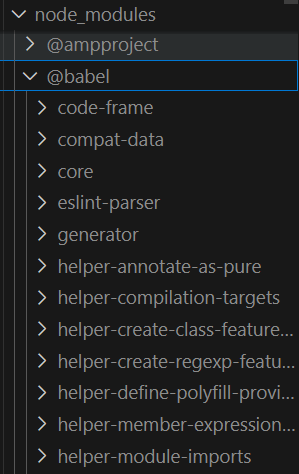 node_modules
@ampproject
@babel
code-frame
compat-data
core
eslint-parser
generator
helper-annotate-as-pure
helper-compilation-targets
helper-create-class-feature...
helper-create-regexp-featu...
helper-define-polyfill-provi...
helper-member-expression...
helper-module-imports